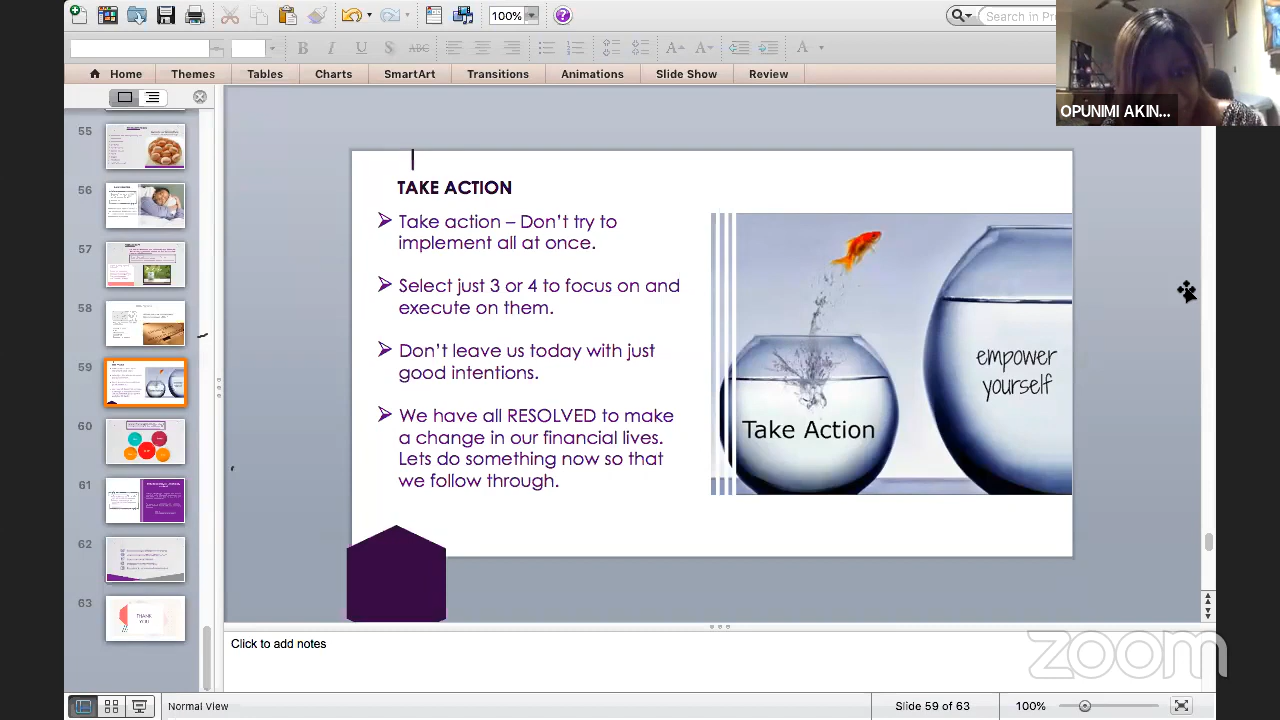 100%
Search in Pr
Home Themes Tables Charts SmartArt Transitions Animations Slide Show Review
OPUNIMI AKIN...
55
56
57
58
59
60
61
62
63
THANK
YOU
TAKE ACTION
➢ Take action – Don't try to
implement all at once.
➢ Select just 3 or 4 to focus on and
execute on them.
➢ Don't leave us today with just
good intentions.
➢ We have all RESOLVED to make
a change in our financial lives.
Lets do something now so that
we follow through.
Take Action
empower
yourself
Click to add notes
zoom
Normal View
Slide 59 of 63
100%